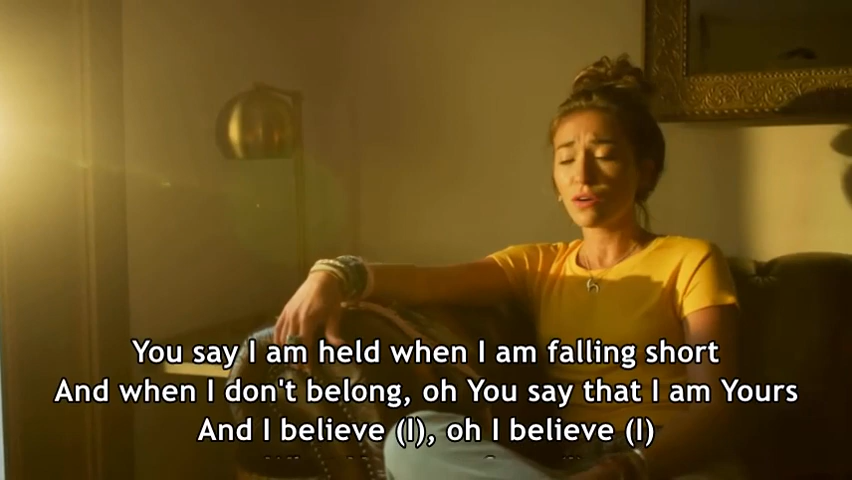 You say I am held when I am falling short
And when I don't belong, oh You say that I am Yours
And I believe (I), oh I believe (I)